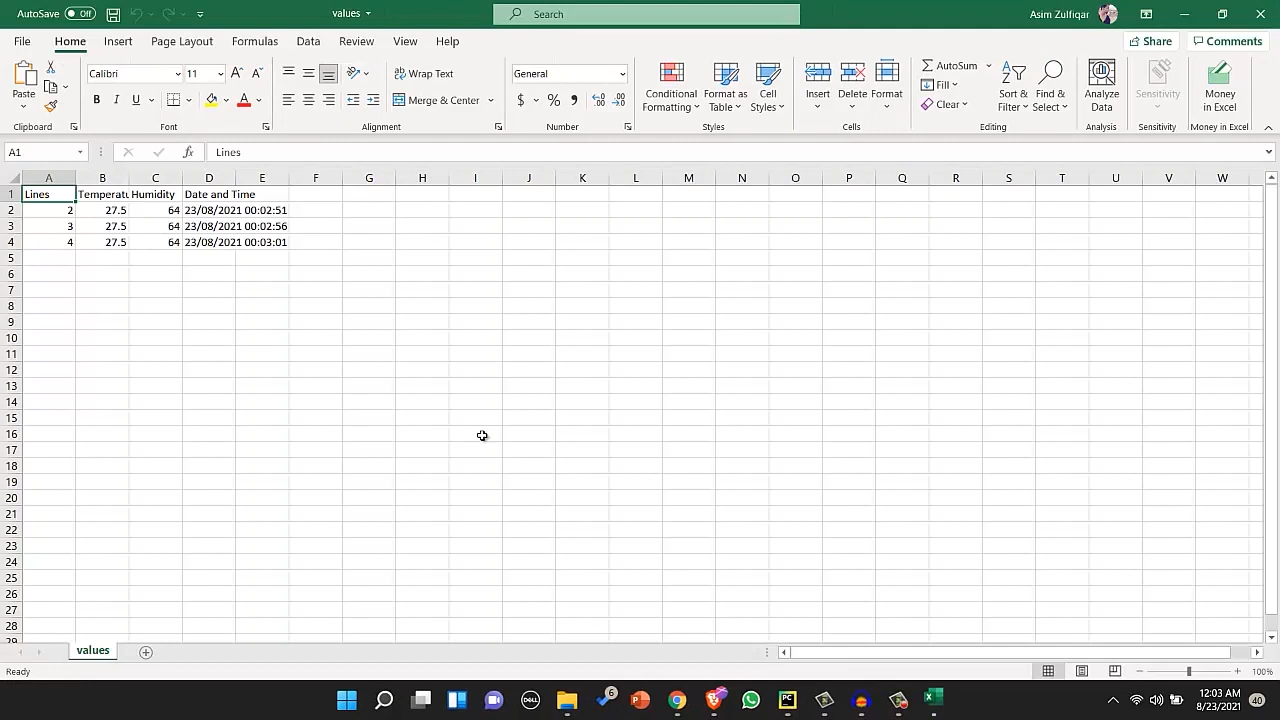 AutoSave Off values Search Asim Zulfiqar
File Home Insert Page Layout Formulas Data Review View Help Share Comments
Calibri 11 Wrap Text General AutoSum
Paste Conditional Formatting Format as Table Cell Styles Insert Delete Format Fill Sort & Filter Find & Select Analyze Data Sensitivity Money in Excel
B I U Merge & Center $ % , Clear
Clipboard Font Alignment Number Styles Cells Editing Analysis Sensitivity Money in Excel
A1 fx Lines
A B C D E F G H I J K L M N O P Q R S T U V W
1 Lines Temperatu Humidity Date and Time
2 2 27.5 64 23/08/2021 00:02:51
3 3 27.5 64 23/08/2021 00:02:56
4 4 27.5 64 23/08/2021 00:03:01
5
6
7
8
9
10
11
12
13
14
15
16
17
18
19
20
21
22
23
24
25
26
27
28
29
values
Ready 100%
6 DELL PC 12:03 AM
8/23/2021 40